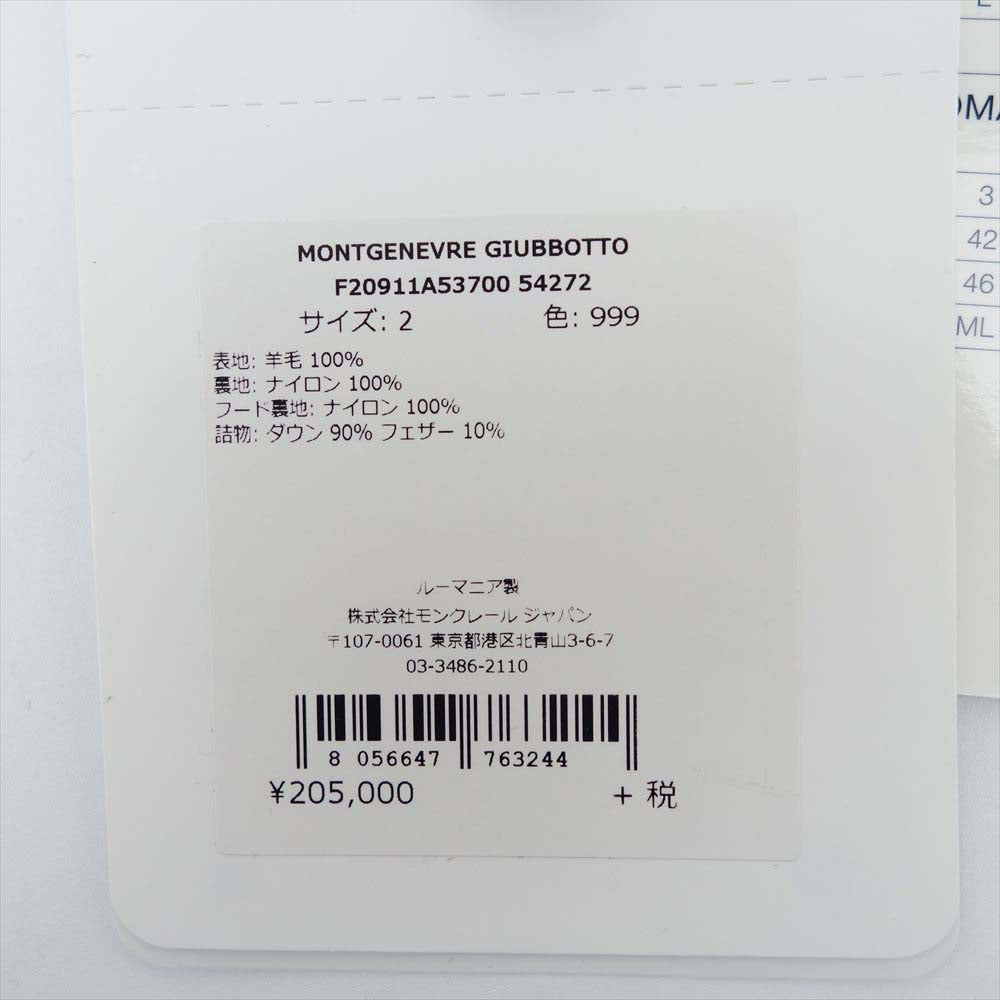 MONTGENEVRE GIUBBOTTO
F20911A53700 54272
サイズ: 2 色: 999
表地: 羊毛 100%
裏地: ナイロン 100%
フード裏地: ナイロン 100%
詰物: ダウン 90% フェザー 10%
ルーマニア製
株式会社モンクレール ジャパン
〒107-0061 東京都港区北青山3-6-7
03-3486-2110
8 056647 763244
¥205,000 + 税
3
42
46
ML